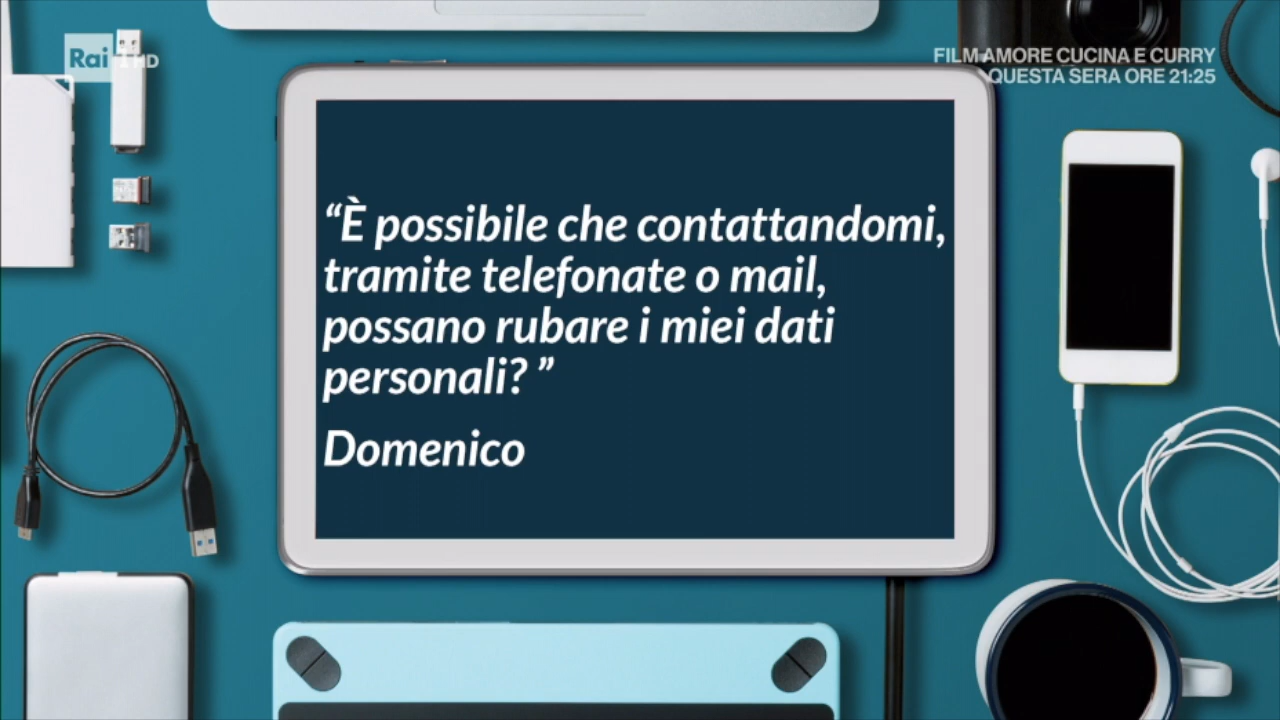 Rai 1 HD
FILM AMORE CUCINA E CURRY
QUESTA SERA ORE 21:25
“È possibile che contattandomi,
tramite telefonate o mail,
possano rubare i miei dati
personali? ”
Domenico